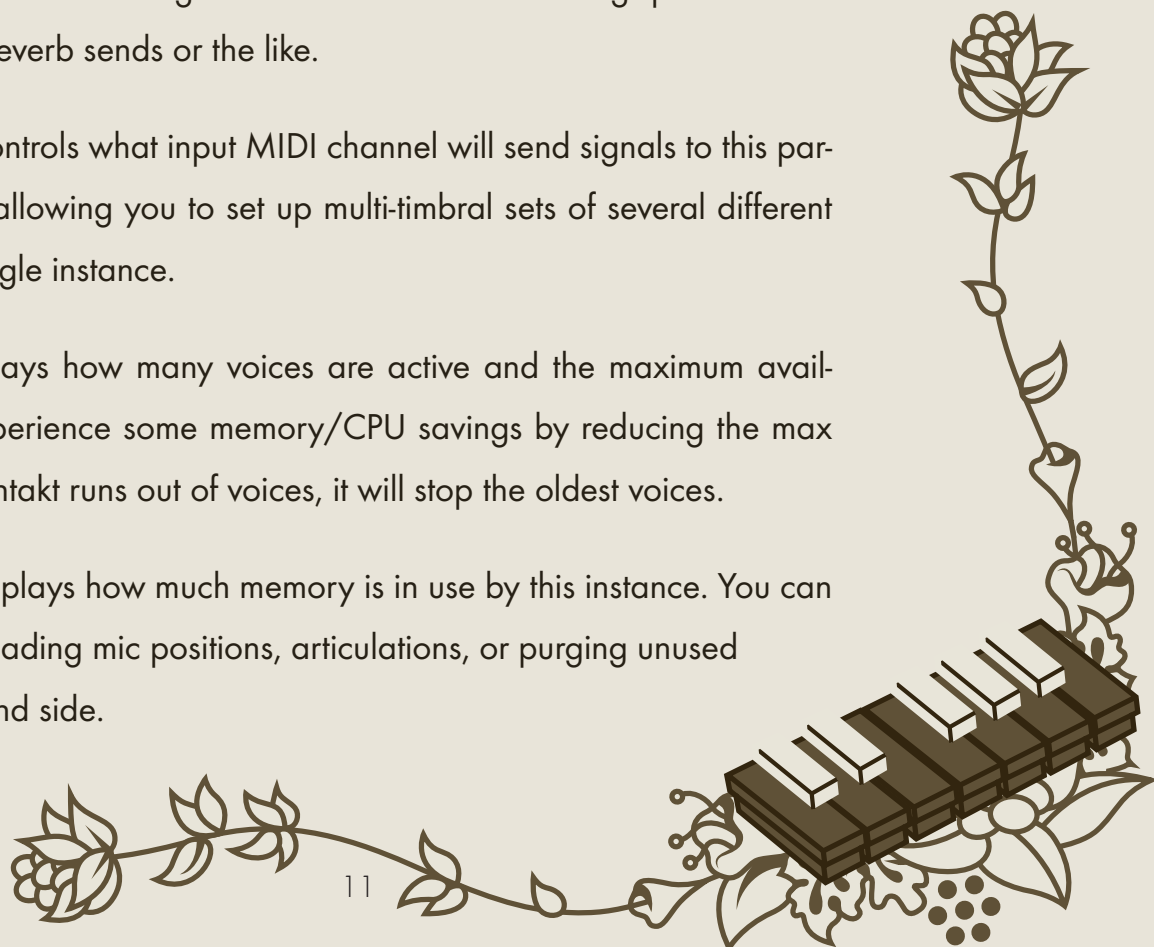 everb sends or the like.
ontrols what input MIDI channel will send signals to this par-
allowing you to set up multi-timbral sets of several different
gle instance.
ays how many voices are active and the maximum avail-
perience some memory/CPU savings by reducing the max
ntakt runs out of voices, it will stop the oldest voices.
plays how much memory is in use by this instance. You can
ading mic positions, articulations, or purging unused
nd side.
11